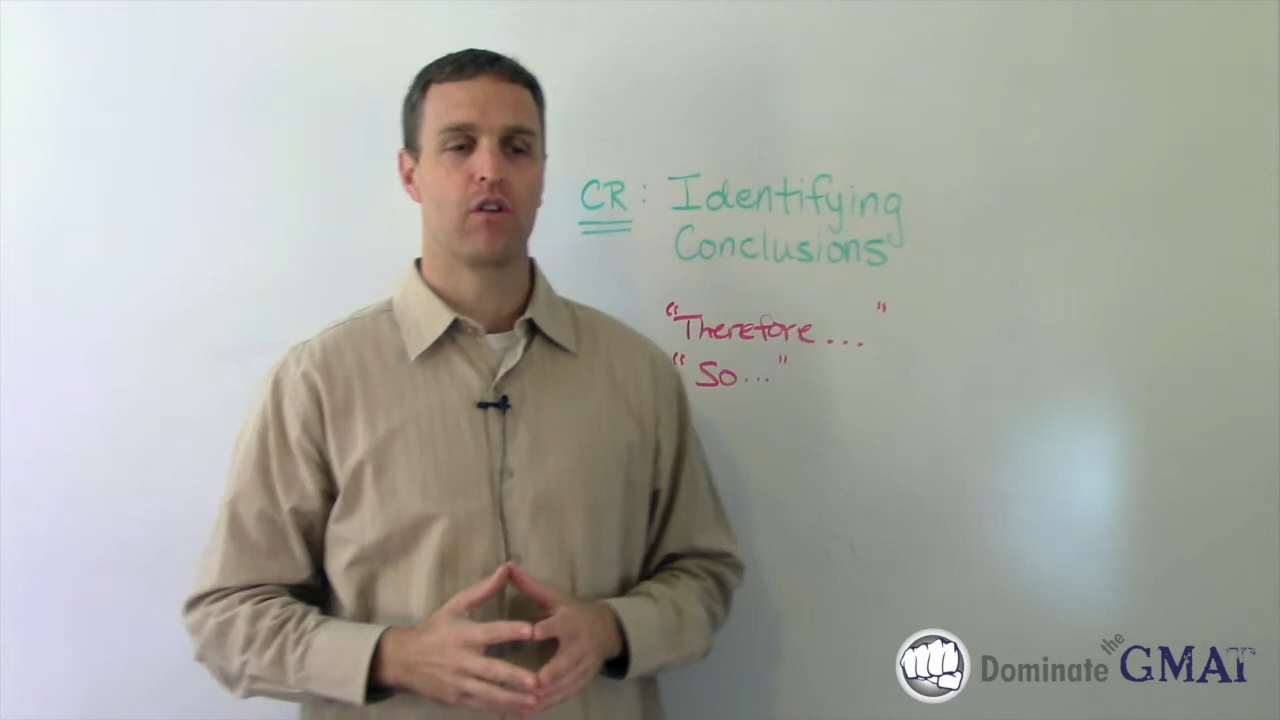 CR: Identifying
Conclusions
"Therefore..."
"So..."
Dominate the GMAT